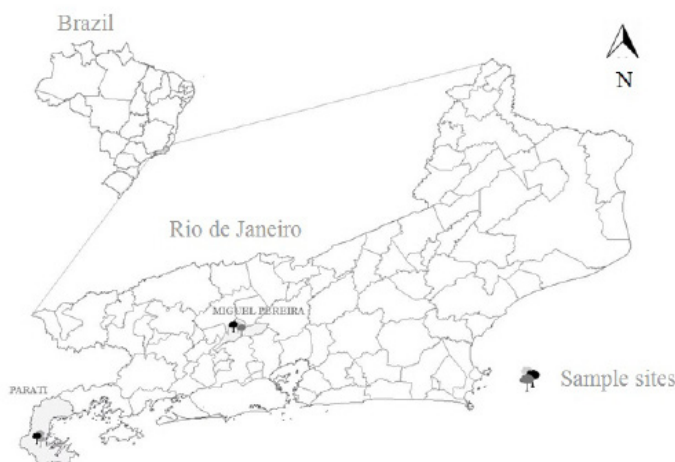 Brazil
N
Rio de Janeiro
MIGUEL PEREIRA
PARATI
Sample sites